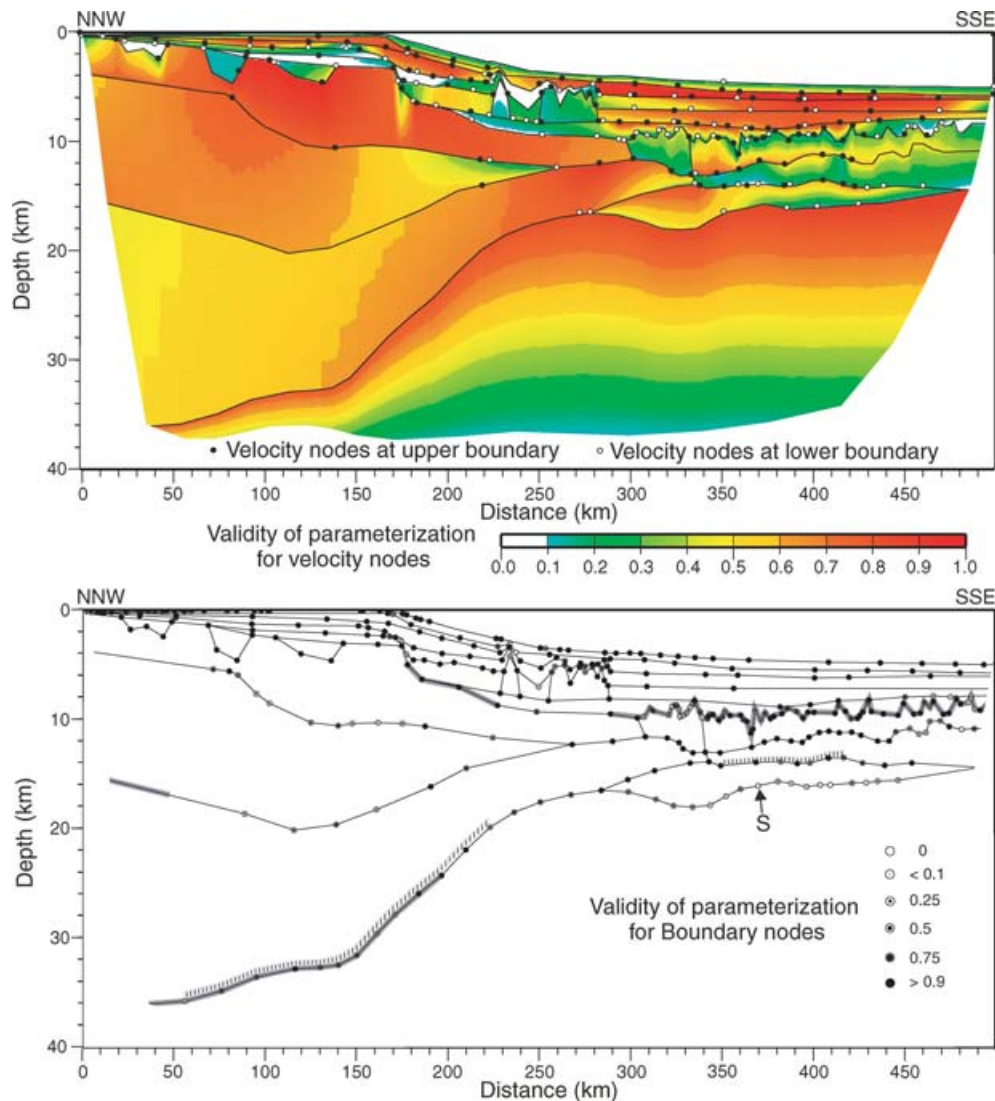 NNW SSE
0
10
20
30
40
Depth (km)
• Velocity nodes at upper boundary ○ Velocity nodes at lower boundary
0 50 100 150 200 250 300 350 400 450
Distance (km)
Validity of parameterization
for velocity nodes
0.0 0.1 0.2 0.3 0.4 0.5 0.6 0.7 0.8 0.9 1.0
NNW SSE
0
10
20
30
40
Depth (km)
S
Validity of parameterization
for Boundary nodes
0
< 0.1
0.25
0.5
0.75
> 0.9
0 50 100 150 200 250 300 350 400 450
Distance (km)